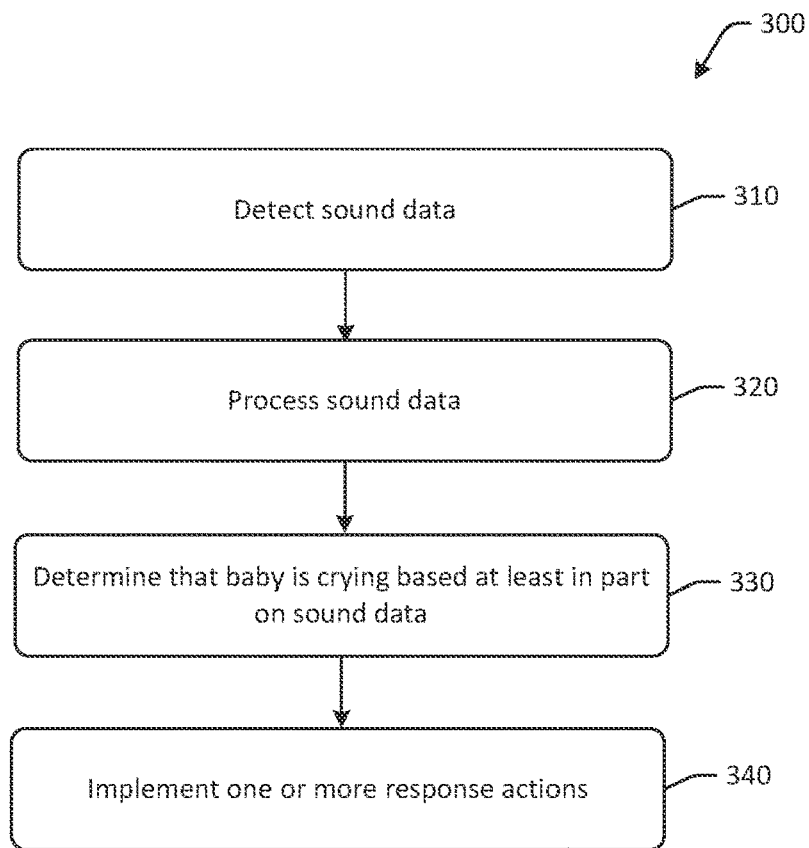 300
Detect sound data
310
Process sound data
320
Determine that baby is crying based at least in part
on sound data
330
Implement one or more response actions
340